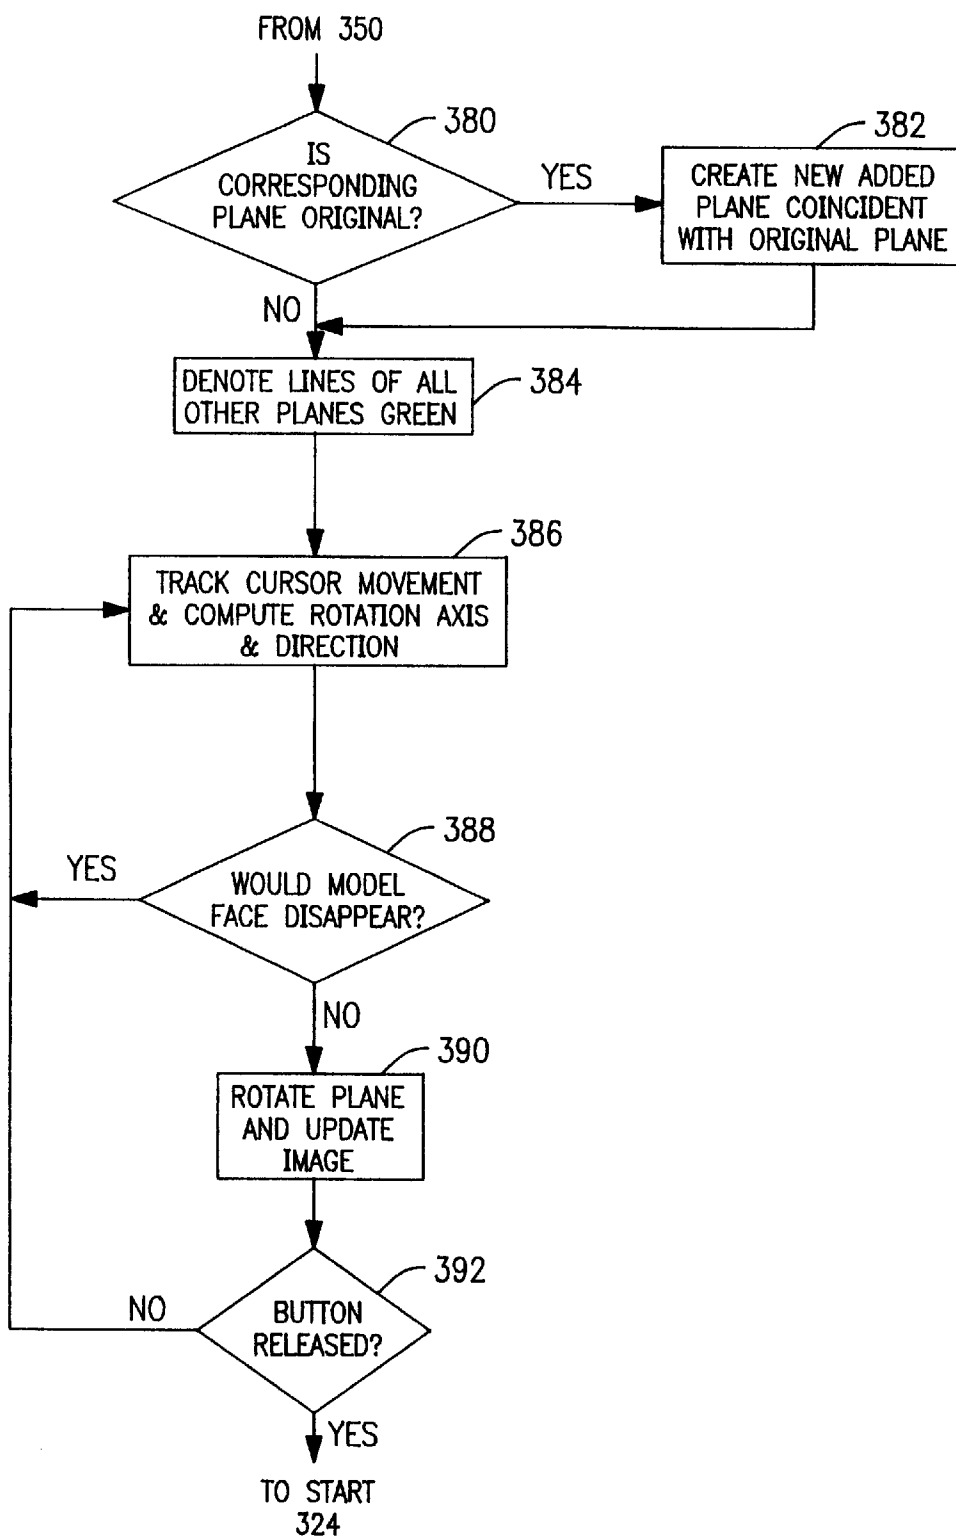 FROM 350
380
IS
CORRESPONDING
PLANE ORIGINAL?
YES
382
CREATE NEW ADDED
PLANE COINCIDENT
WITH ORIGINAL PLANE
NO
DENOTE LINES OF ALL
OTHER PLANES GREEN
384
386
TRACK CURSOR MOVEMENT
& COMPUTE ROTATION AXIS
& DIRECTION
388
YES
WOULD MODEL
FACE DISAPPEAR?
NO
390
ROTATE PLANE
AND UPDATE
IMAGE
392
NO
BUTTON
RELEASED?
YES
TO START
324